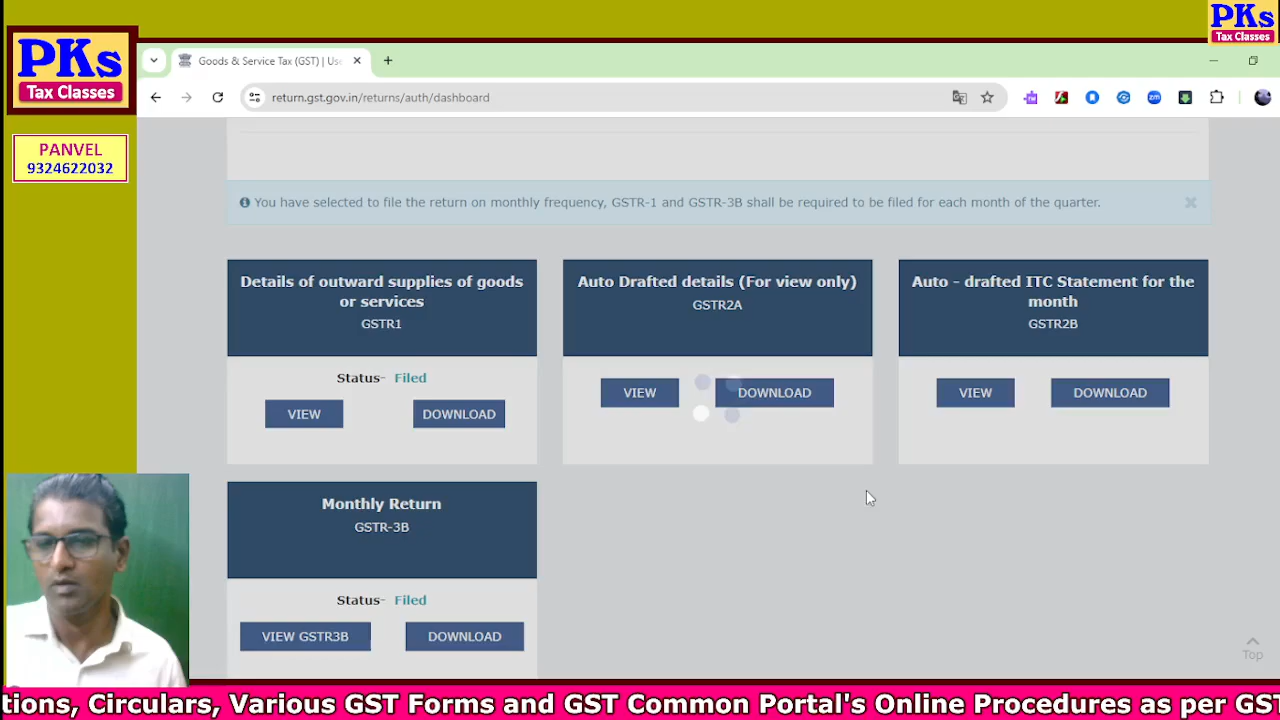 PKs
Tax Classes
PKs
Tax Classes
PANVEL
9324622032
Goods & Service Tax (GST) | Use
return.gst.gov.in/returns/auth/dashboard
You have selected to file the return on monthly frequency, GSTR-1 and GSTR-3B shall be required to be filed for each month of the quarter.
Details of outward supplies of goods
or services
GSTR1
Status- Filed
VIEW
DOWNLOAD
Auto Drafted details (For view only)
GSTR2A
VIEW
DOWNLOAD
Auto - drafted ITC Statement for the
month
GSTR2B
VIEW
DOWNLOAD
Monthly Return
GSTR-3B
Status- Filed
VIEW GSTR3B
DOWNLOAD
Top
tions, Circulars, Various GST Forms and GST Common Portal's Online Procedures as per GST